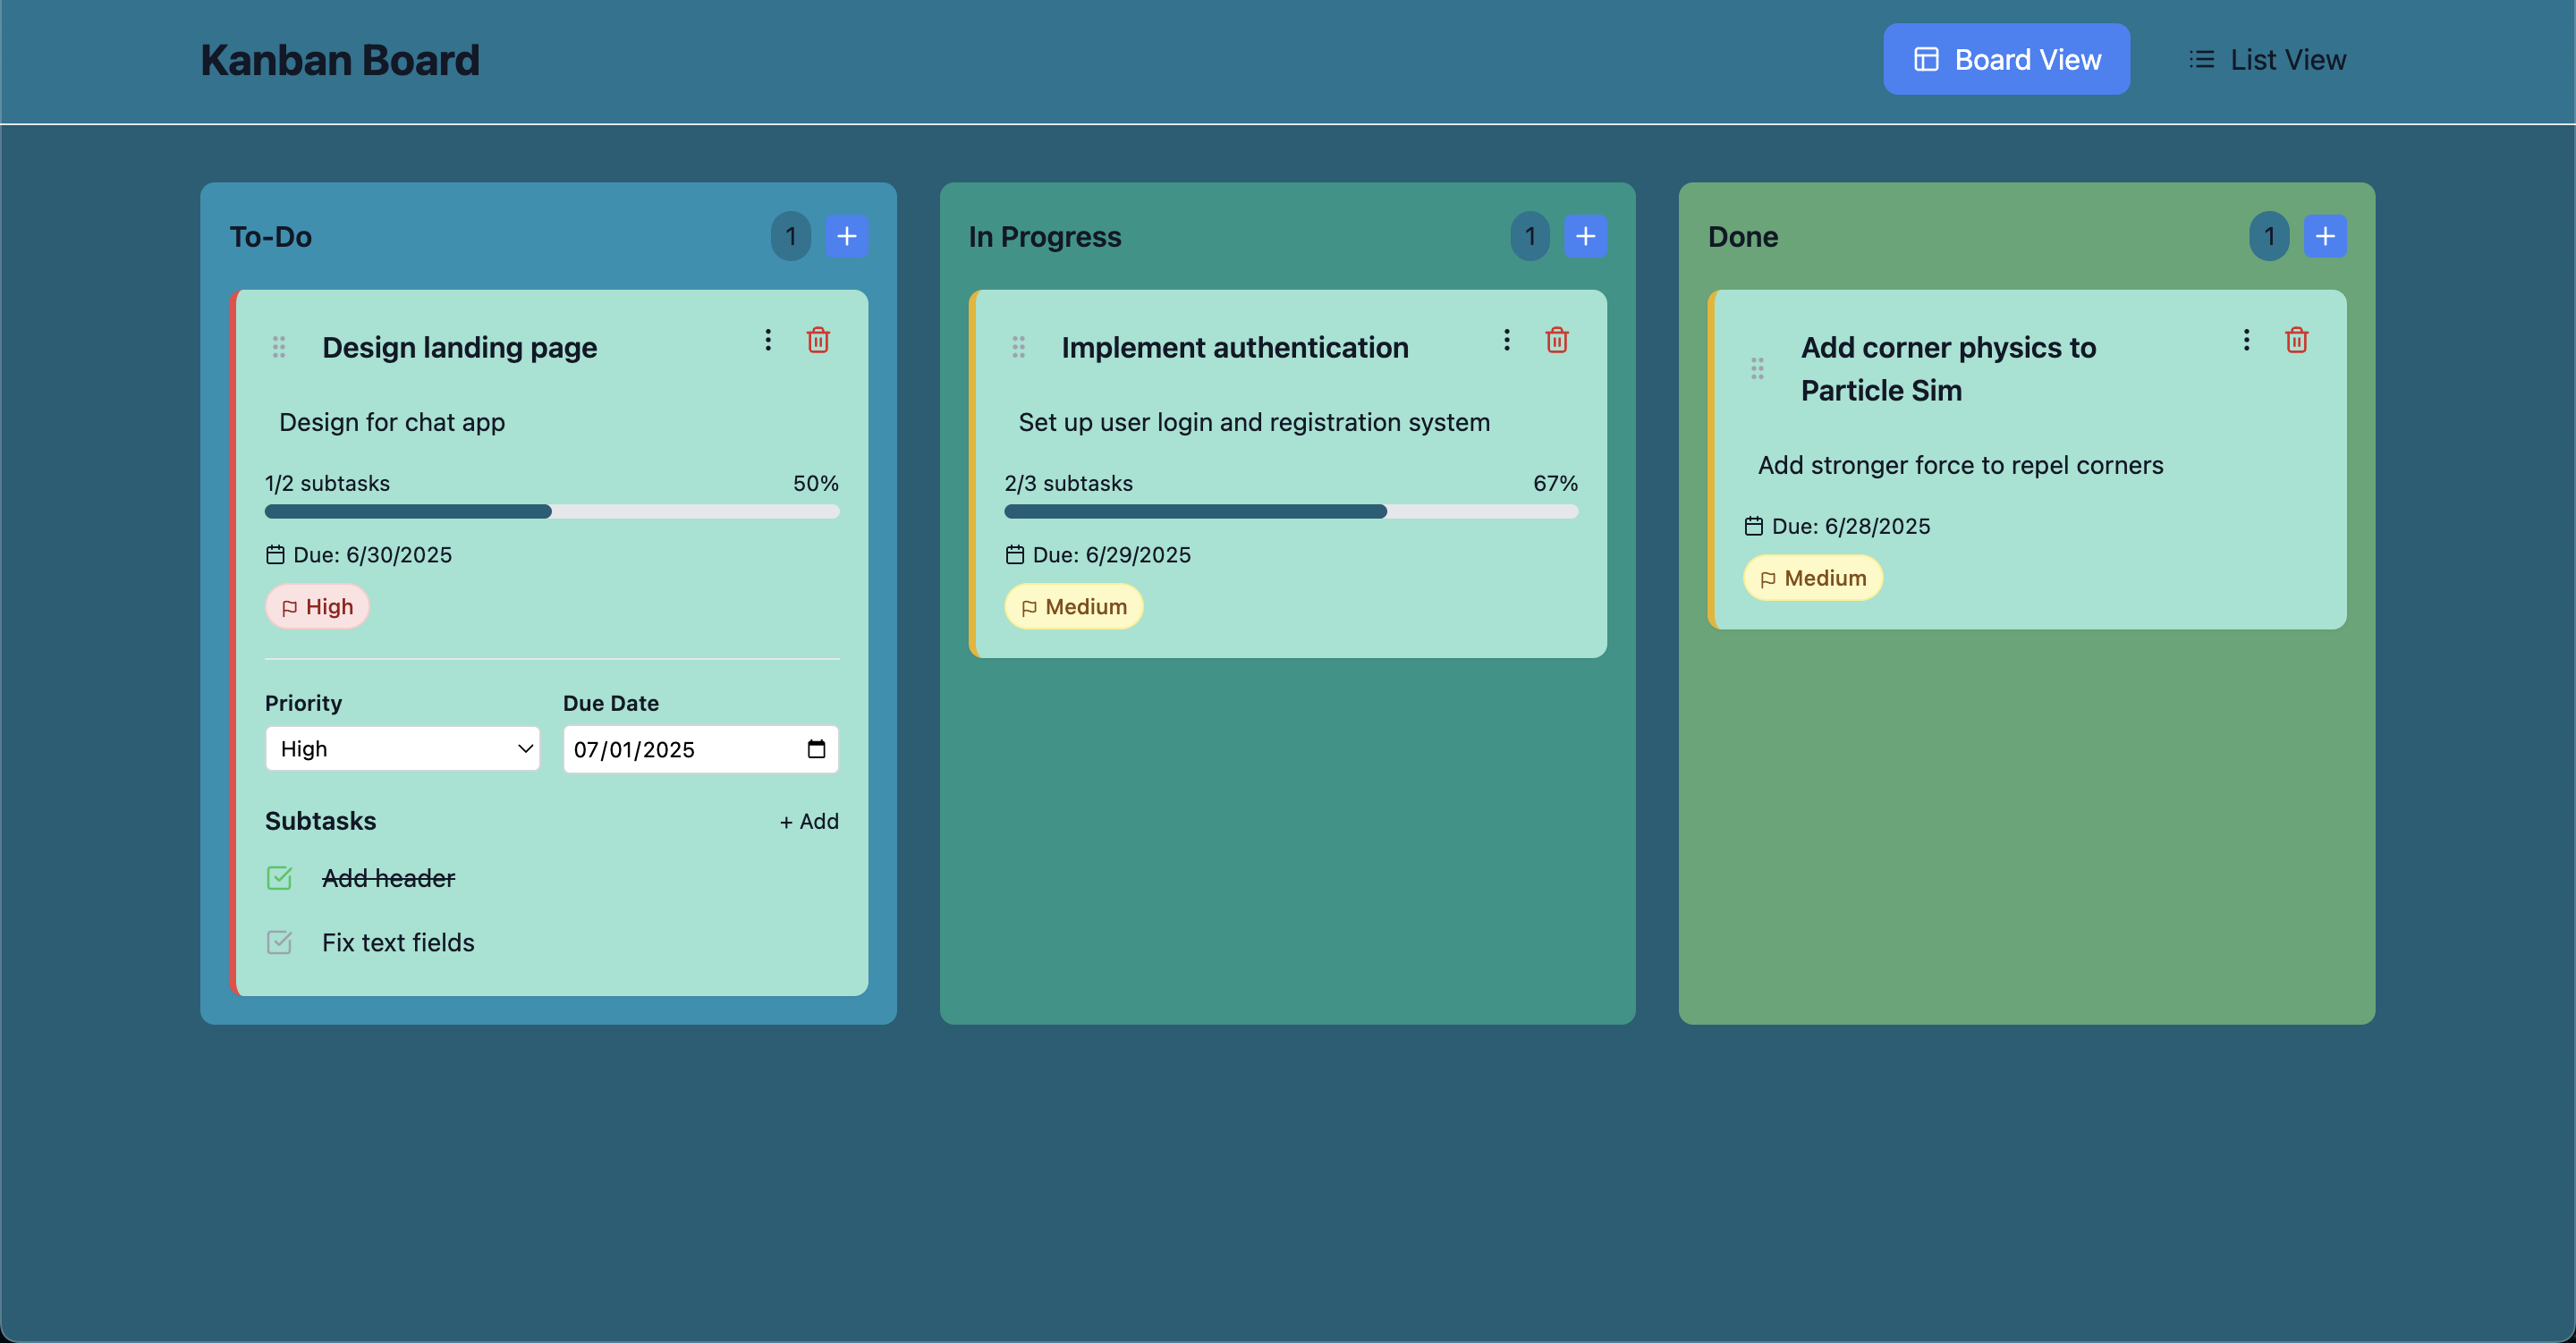 Kanban Board
Board View
List View
To-Do
1
Design landing page
Design for chat app
1/2 subtasks 50%
Due: 6/30/2025
High
Priority Due Date
High 07/01/2025
Subtasks + Add
Add header
Fix text fields
In Progress
1
Implement authentication
Set up user login and registration system
2/3 subtasks 67%
Due: 6/29/2025
Medium
Done
1
Add corner physics to
Particle Sim
Add stronger force to repel corners
Due: 6/28/2025
Medium